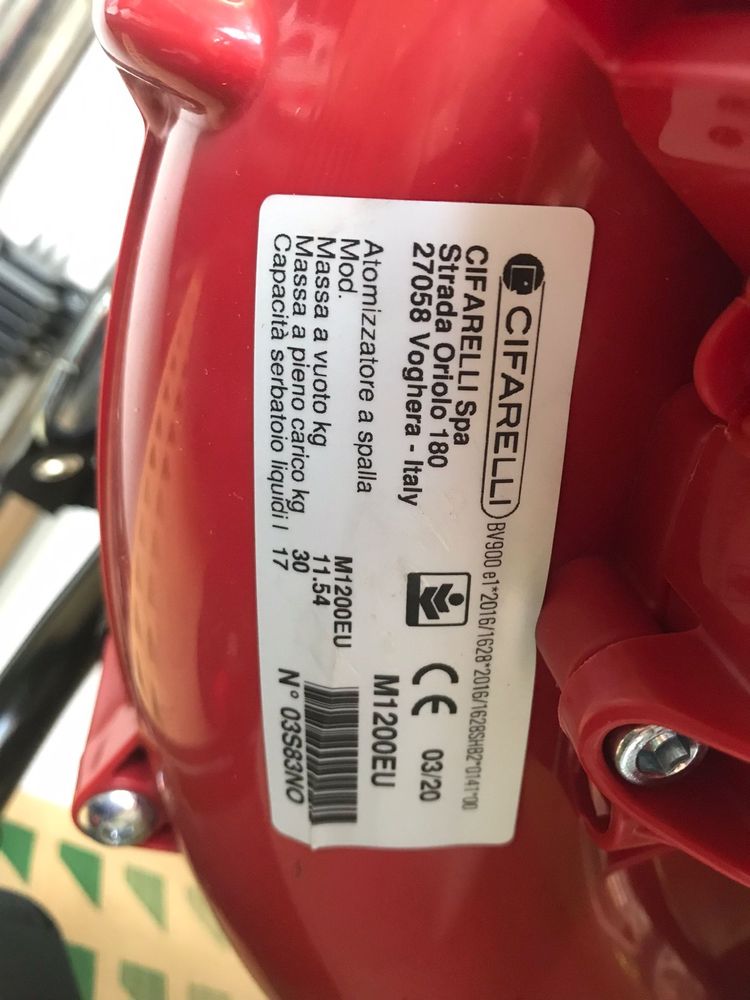 CIFARELLI
BV900 e1*2016/1628*2016/1628SHB2*0141*00
CIFARELLI Spa
Strada Oriolo 180
27058 Voghera - Italy
CE 03/20
M1200EU
Atomizzatore a spalla
Mod. M1200EU
Massa a vuoto kg 11.54
Massa a pieno carico kg 30
Capacità serbatoio liquidi l 17
N° 03S83NO